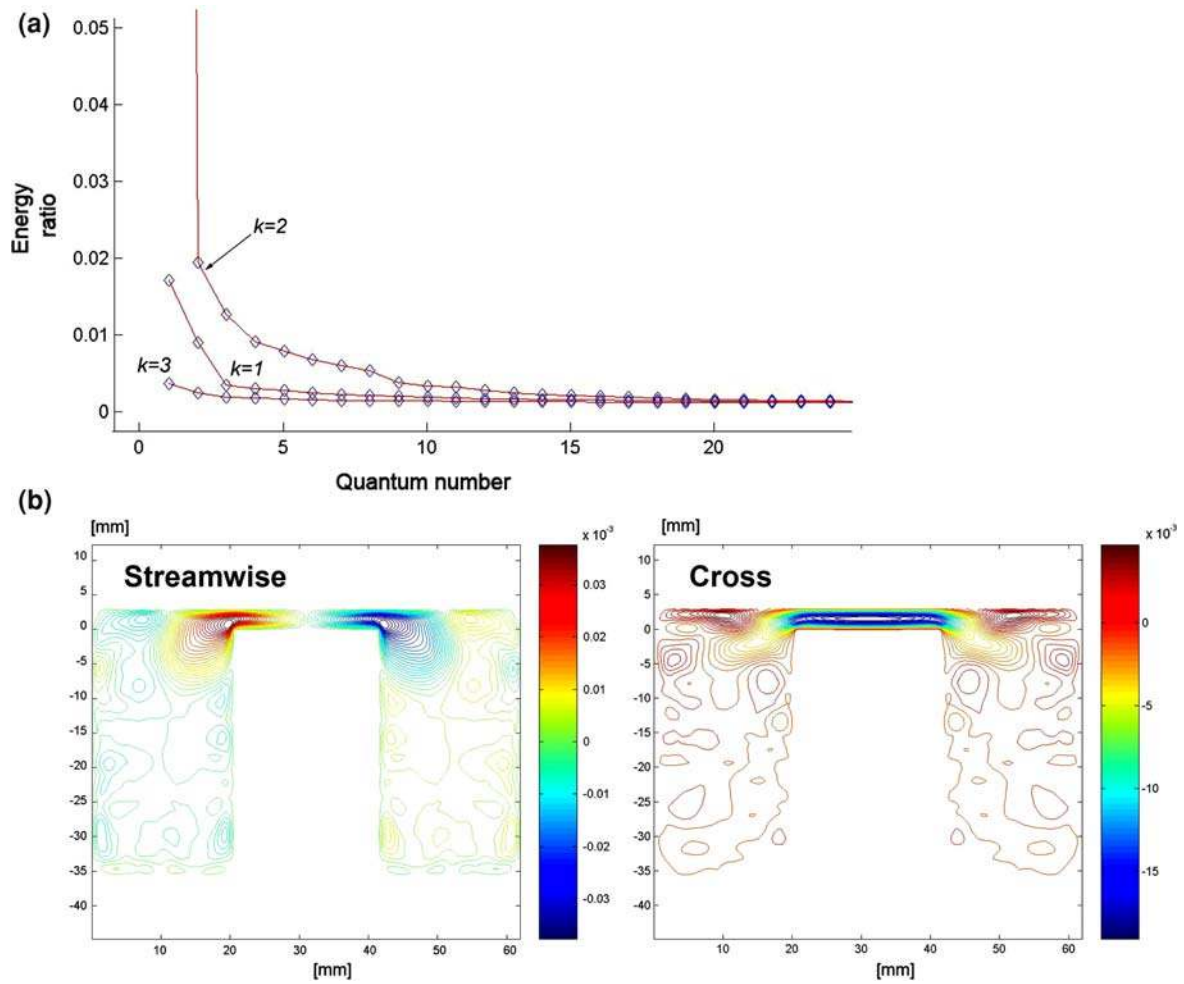 (a)
0.05
0.04
0.03
0.02
0.01
0
Energy
ratio
k=2
k=3
k=1
0 5 10 15 20
Quantum number
(b)
[mm]
Streamwise
10
5
0
-5
-10
-15
-20
-25
-30
-35
-40
10 20 30 40 50 60
[mm]
x 10⁻³
0.03
0.02
0.01
0
-0.01
-0.02
-0.03
[mm]
Cross
10
5
0
-5
-10
-15
-20
-25
-30
-35
-40
10 20 30 40 50 60
[mm]
x 10⁻³
0
-5
-10
-15